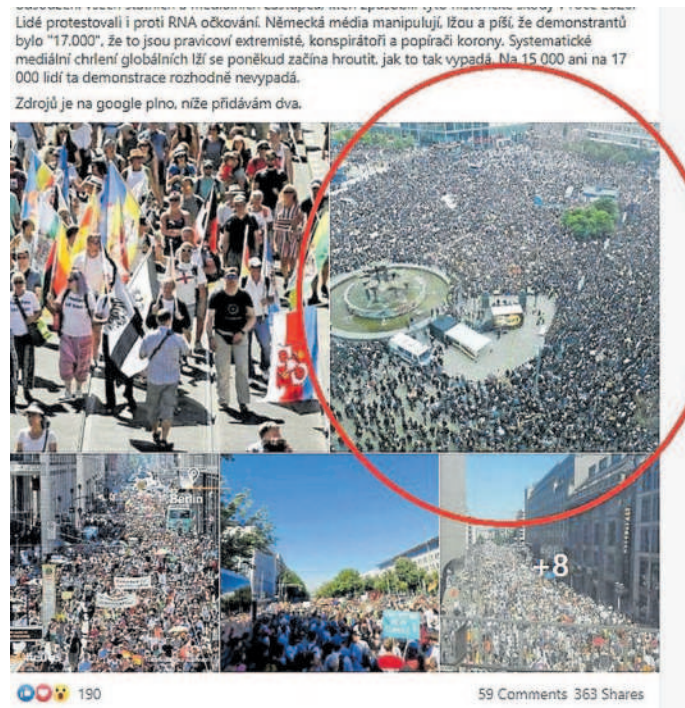 Lidé protestovali i proti RNA očkování. Německá média manipulují, lžou a píší, že demonstrantů
bylo "17.000", že to jsou pravicoví extremisté, konspirátoři a popírači korony. Systematické
mediální chrlení globálních lží se poněkud začíná hroutit, jak to tak vypadá. Na 15 000 ani na 17
000 lidí ta demonstrace rozhodně nevypadá.
Zdrojů je na google plno, níže přidávám dva.
Berlin
+8
190
59 Comments 363 Shares